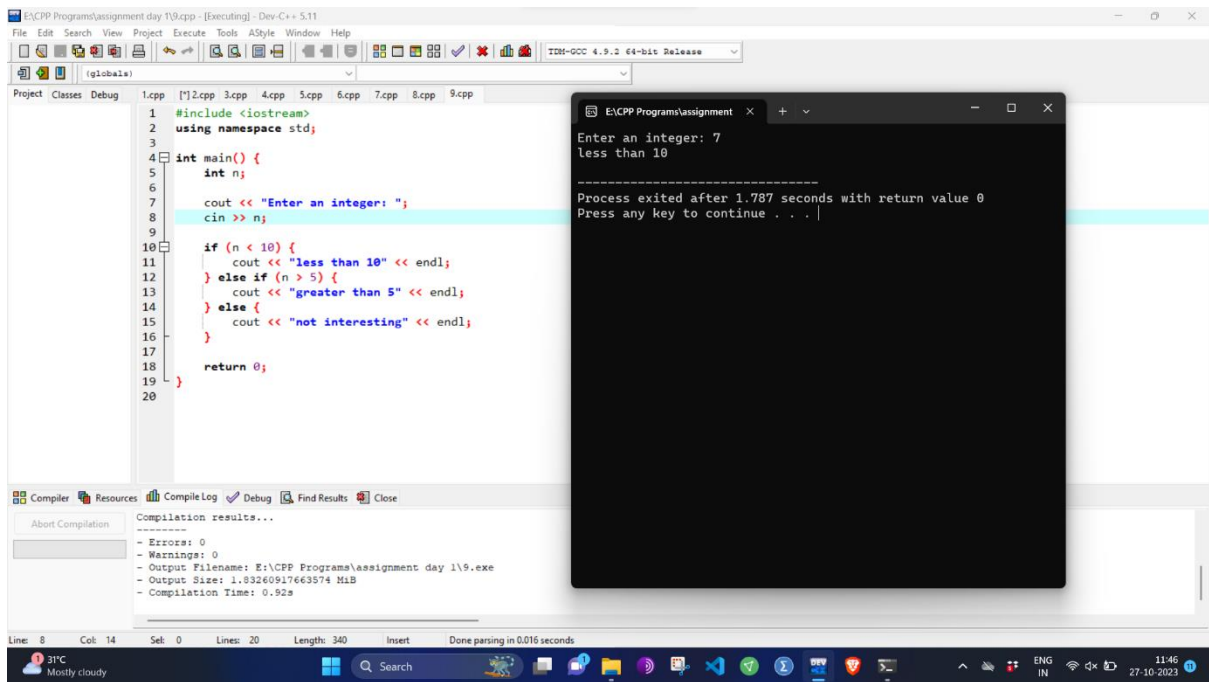 E:\CPP Programs\assignment day 1\9.cpp - [Executing] - Dev-C++ 5.11
File Edit Search View Project Execute Tools AStyle Window Help
TDM-GCC 4.9.2 64-bit Release
(globals)
Project Classes Debug 1.cpp [*] 2.cpp 3.cpp 4.cpp 5.cpp 6.cpp 7.cpp 8.cpp 9.cpp
1 #include <iostream>
2 using namespace std;
3
4 int main() {
5 int n;
6
7 cout << "Enter an integer: ";
8 cin >> n;
9
10 if (n < 10) {
11 cout << "less than 10" << endl;
12 } else if (n > 5) {
13 cout << "greater than 5" << endl;
14 } else {
15 cout << "not interesting" << endl;
16 }
17
18 return 0;
19 }
20
E:\CPP Programs\assignment
Enter an integer: 7
less than 10
--------------------------------
Process exited after 1.787 seconds with return value 0
Press any key to continue . . .
Compiler Resources Compile Log Debug Find Results Close
Abort Compilation
Compilation results...
--------
- Errors: 0
- Warnings: 0
- Output Filename: E:\CPP Programs\assignment day 1\9.exe
- Output Size: 1.83260917663574 MiB
- Compilation Time: 0.92s
Line: 8 Col: 14 Sel: 0 Lines: 20 Length: 340 Insert Done parsing in 0.016 seconds
1
31°C
Mostly cloudy
Search
DEV
ENG
IN
11:46
27-10-2023